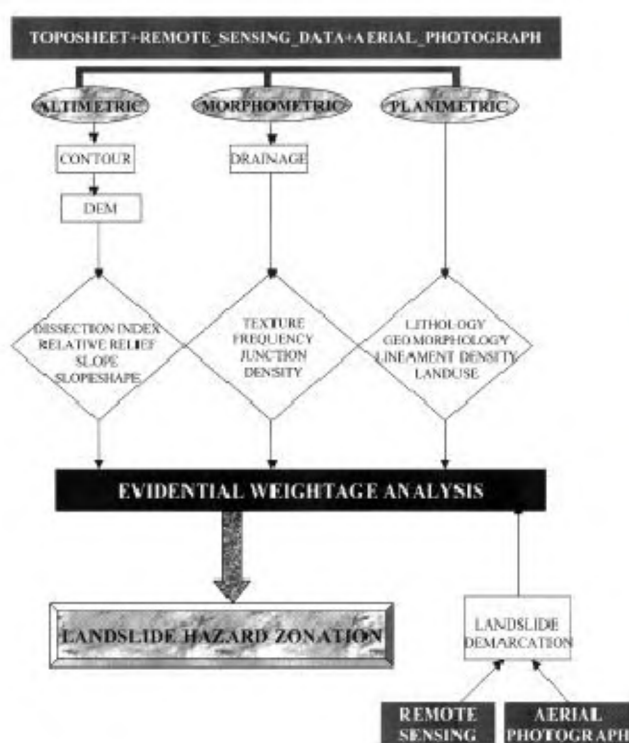 TOPOSHEET+REMOTE_SENSING_DATA+AERIAL_PHOTOGRAPH
ALTIMETRIC
MORPHOMETRIC
PLANIMETRIC
CONTOUR
DRAINAGE
DEM
DISSECTION INDEX
RELATIVE RELIEF
SLOPE
SLOPESHAPE
TEXTURE
FREQUENCY
JUNCTION
DENSITY
LITHOLOGY
GEOMORPHOLOGY
LINEAMENT DENSITY
LANDUSE
EVIDENTIAL WEIGHTAGE ANALYSIS
LANDSLIDE HAZARD ZONATION
LANDSLIDE
DEMARCATION
REMOTE
SENSING
AERIAL
PHOTOGRAPH